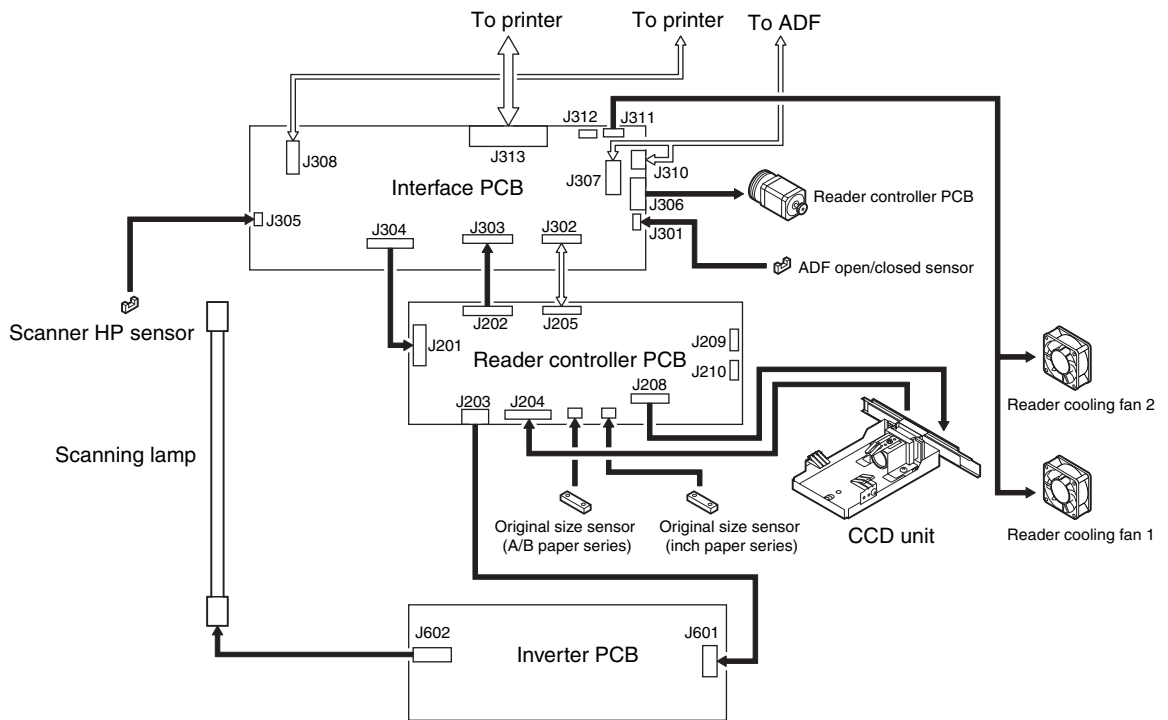 To printer
To printer
To ADF
J312
J311
J308
J313
J307
J310
Interface PCB
J306
Reader controller PCB
J305
J304
J303
J302
J301
ADF open/closed sensor
Scanner HP sensor
J202
J205
J201
J209
Reader controller PCB
J210
J208
J203
J204
Reader cooling fan 2
Scanning lamp
Original size sensor
(A/B paper series)
Original size sensor
(inch paper series)
CCD unit
Reader cooling fan 1
J602
J601
Inverter PCB